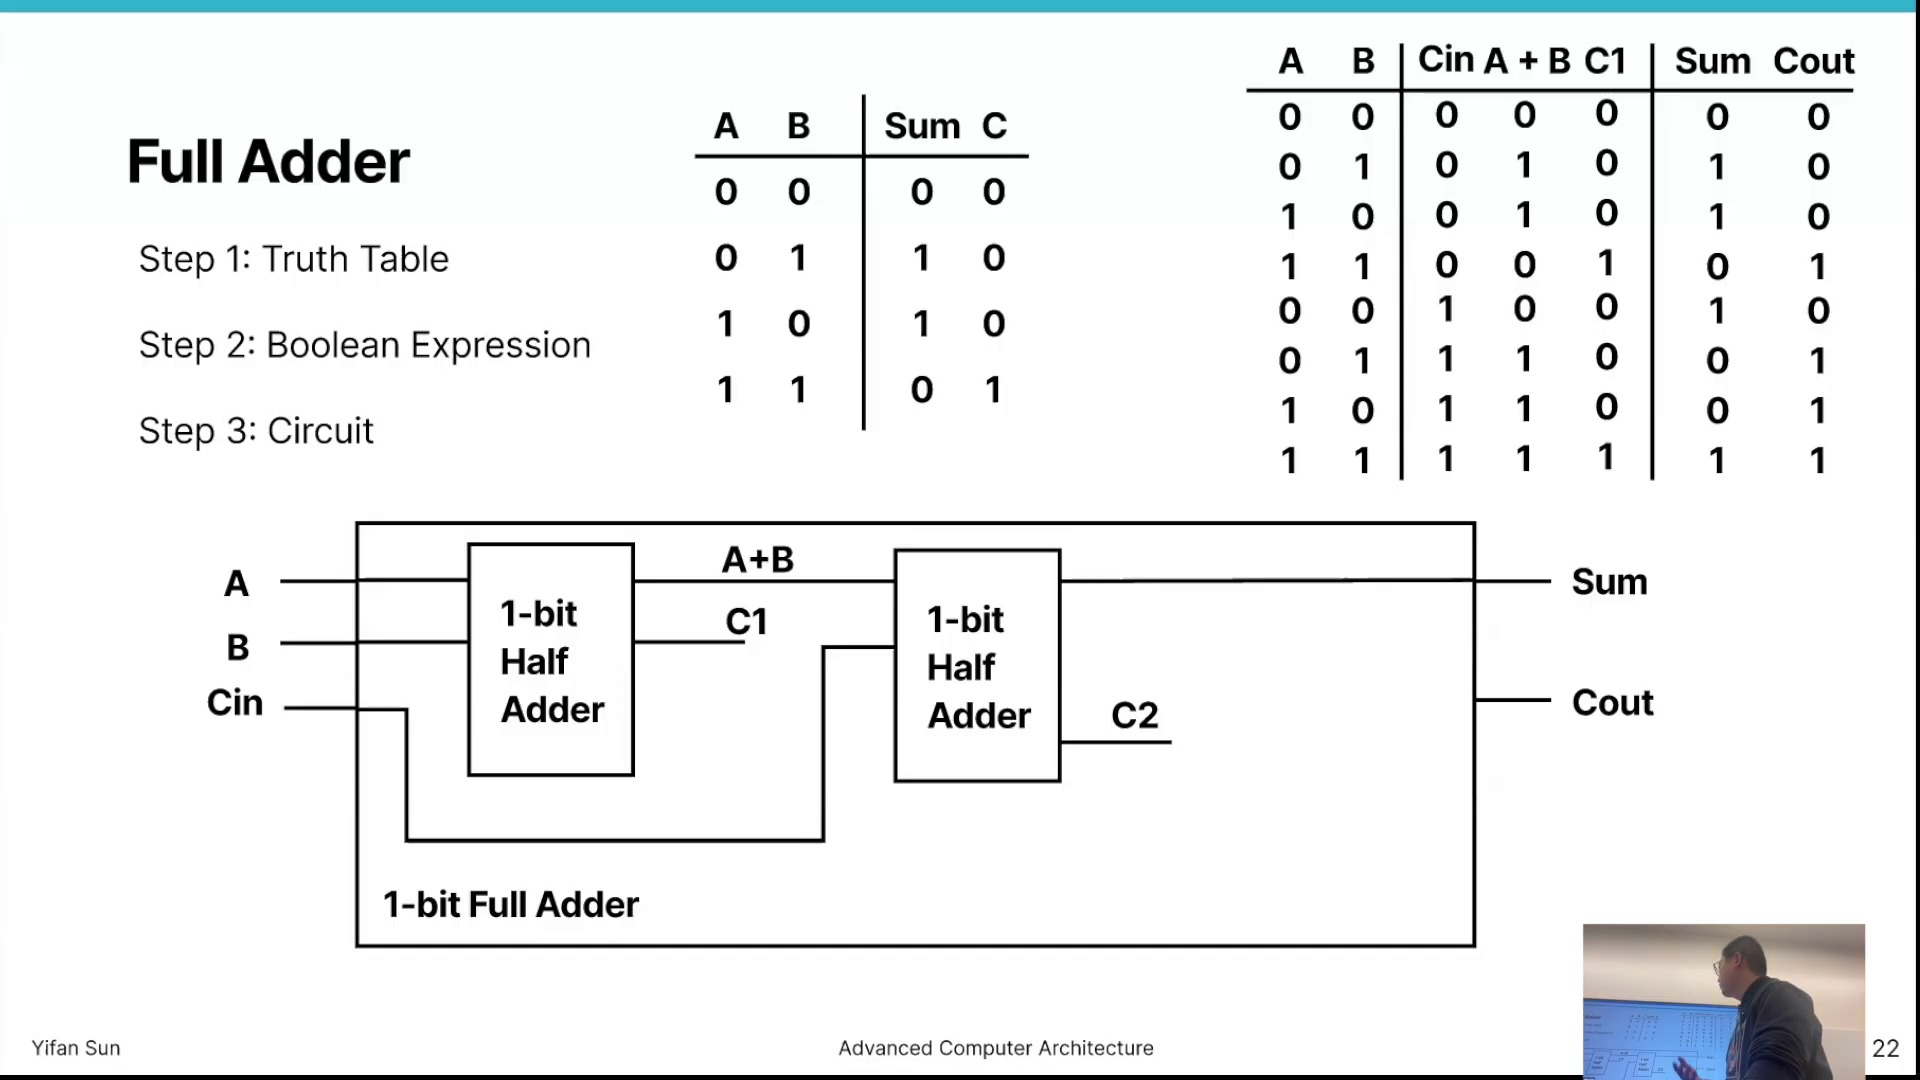 Full Adder
Step 1: Truth Table
Step 2: Boolean Expression
Step 3: Circuit
A B Sum C
0 0 0 0
0 1 1 0
1 0 1 0
1 1 0 1
A B Cin A + B C1 Sum Cout
0 0 0 0 0 0 0
0 1 0 1 0 1 0
1 0 0 1 0 1 0
1 1 0 0 1 0 1
0 0 1 0 0 1 0
0 1 1 1 0 0 1
1 0 1 1 0 0 1
1 1 1 1 1 1 1
A
B
Cin
1-bit
Half
Adder
A+B
C1
1-bit
Half
Adder
C2
Sum
Cout
1-bit Full Adder
Yifan Sun
Advanced Computer Architecture
22